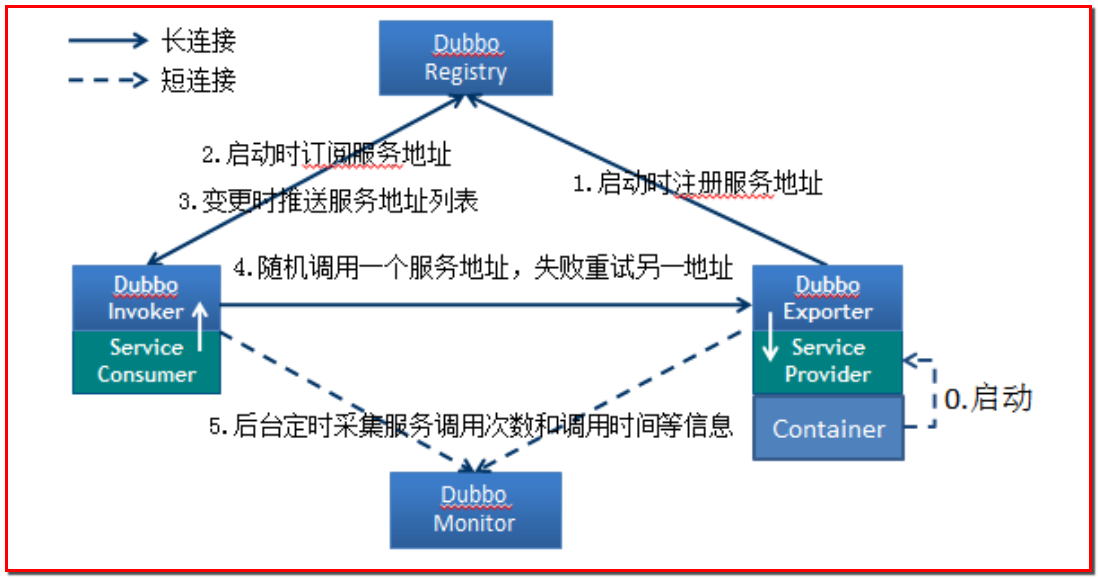 长连接
短连接
Dubbo
Registry
2.启动时订阅服务地址
3.变更时推送服务地址列表
1.启动时注册服务地址
4.随机调用一个服务地址，失败重试另一地址
Dubbo
Invoker
Service
Consumer
Dubbo
Exporter
Service
Provider
Container
0.启动
5.后台定时采集服务调用次数和调用时间等信息
Dubbo
Monitor